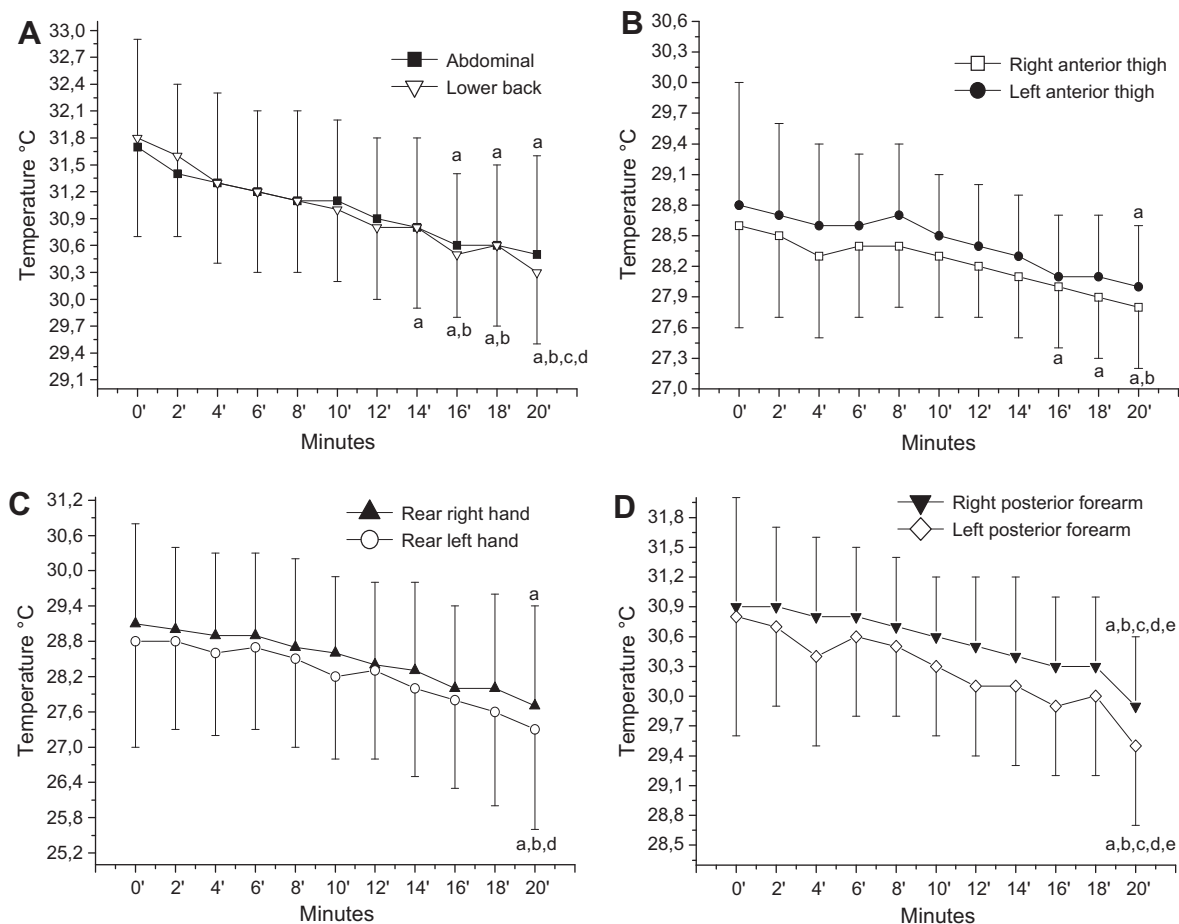 A
Abdominal
Lower back
Temperature °C
33,0
32,7
32,4
32,1
31,8
31,5
31,2
30,9
30,6
30,3
30,0
29,7
29,4
29,1
a a a
a a,b a,b a,b,c,d
0' 2' 4' 6' 8' 10' 12' 14' 16' 18' 20'
Minutes
B
Right anterior thigh
Left anterior thigh
Temperature °C
30,6
30,3
30,0
29,7
29,4
29,1
28,8
28,5
28,2
27,9
27,6
27,3
27,0
a
a a a,b
0' 2' 4' 6' 8' 10' 12' 14' 16' 18' 20'
Minutes
C
Rear right hand
Rear left hand
Temperature °C
31,2
30,6
30,0
29,4
28,8
28,2
27,6
27,0
26,4
25,8
25,2
a
a,b,d
0' 2' 4' 6' 8' 10' 12' 14' 16' 18' 20'
Minutes
D
Right posterior forearm
Left posterior forearm
Temperature °C
31,8
31,5
31,2
30,9
30,6
30,3
30,0
29,7
29,4
29,1
28,8
28,5
a,b,c,d,e
a,b,c,d,e
0' 2' 4' 6' 8' 10' 12' 14' 16' 18' 20'
Minutes